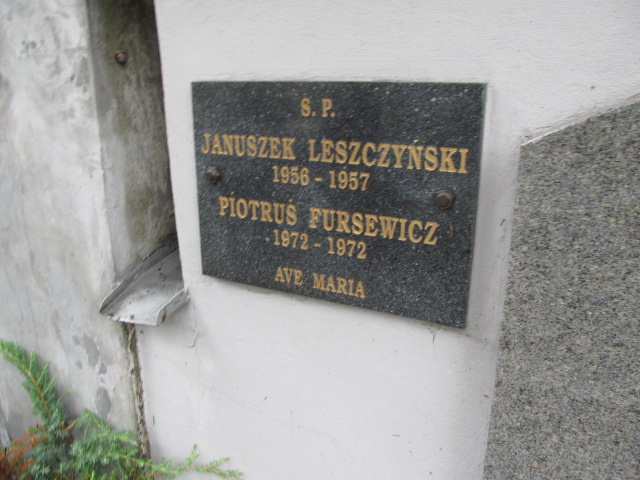 S. P.
JANUSZEK LESZCZYŃSKI
1956 - 1957
PIOTRUŚ FURSEWICZ
1972 - 1972
AVE MARIA